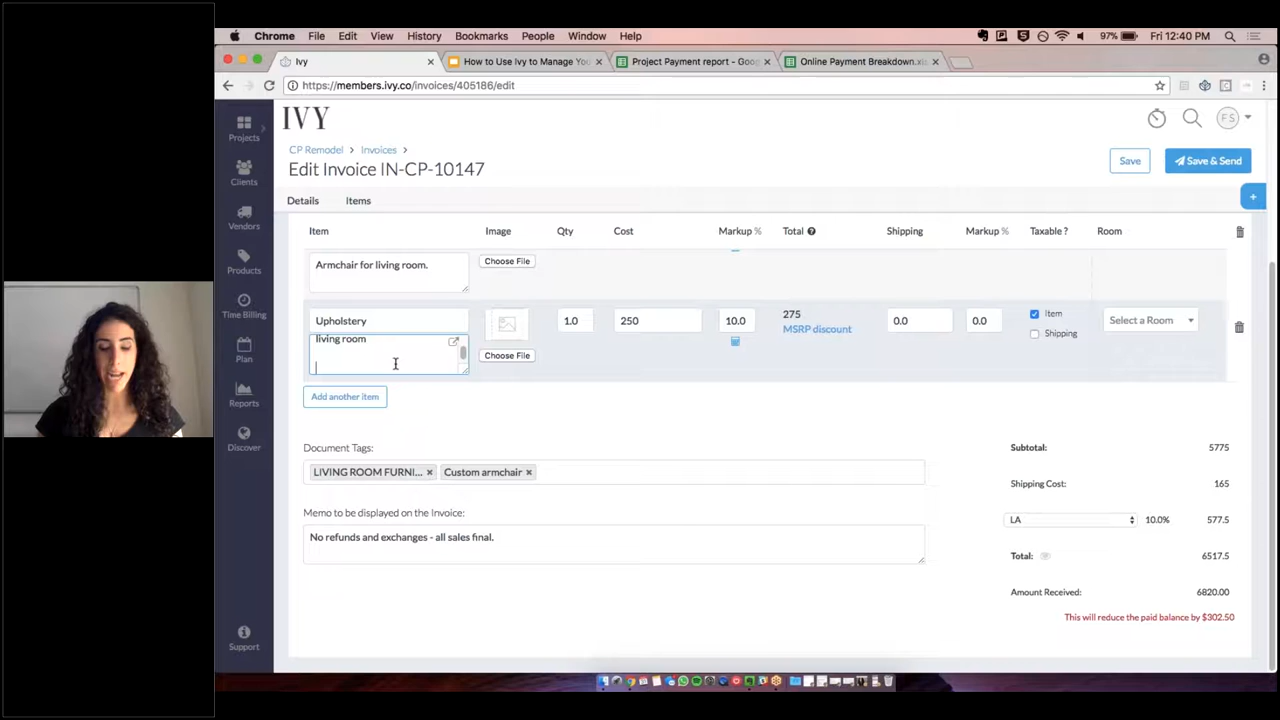 Chrome File Edit View History Bookmarks People Window Help 97% Fri 12:40 PM
Ivy How to Use Ivy to Manage You Project Payment report - Goog Online Payment Breakdown.xls
https://members.ivy.co/invoices/405186/edit
IVY
FS
CP Remodel > Invoices >
Edit Invoice IN-CP-10147
Save Save & Send
Details Items
Projects
Clients
Vendors
Products
Time Billing
Plan
Reports
Discover
Support
Item Image Qty Cost Markup % Total Shipping Markup % Taxable ? Room
Armchair for living room. Choose File
Upholstery 1.0 250 10.0 275 0.0 0.0 Item Select a Room
MSRP discount Shipping
living room
Choose File
Add another item
Document Tags:
LIVING ROOM FURNI... × Custom armchair ×
Memo to be displayed on the Invoice:
No refunds and exchanges - all sales final.
Subtotal: 5775
Shipping Cost: 165
LA 10.0% 577.5
Total: 6517.5
Amount Received: 6820.00
This will reduce the paid balance by $302.50